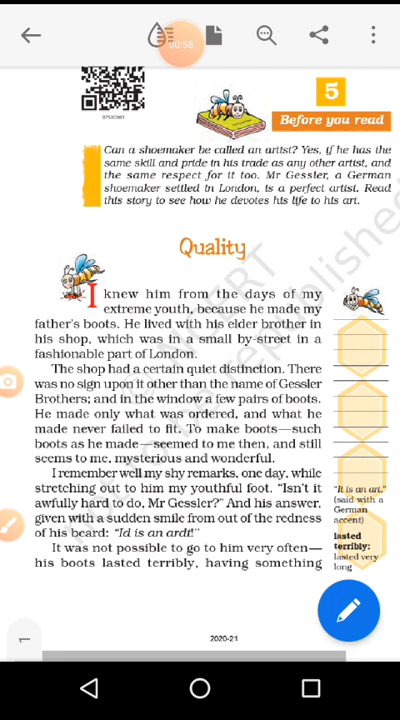 00:58
5
Before you read
Can a shoemaker be called an artist? Yes, if he has the
same skill and pride in his trade as any other artist, and
the same respect for it too. Mr Gessler, a German
shoemaker settled in London, is a perfect artist. Read
this story to see how he devotes his life to his art.
Quality
I knew him from the days of my
extreme youth, because he made my
father's boots. He lived with his elder brother in
his shop, which was in a small by-street in a
fashionable part of London.
The shop had a certain quiet distinction. There
was no sign upon it other than the name of Gessler
Brothers; and in the window a few pairs of boots.
He made only what was ordered, and what he
made never failed to fit. To make boots—such
boots as he made—seemed to me then, and still
seems to me, mysterious and wonderful.
I remember well my shy remarks, one day, while
stretching out to him my youthful foot. "Isn't it
awfully hard to do, Mr Gessler?" And his answer,
given with a sudden smile from out of the redness
of his beard: "Id is an ardt!"
It was not possible to go to him very often—
his boots lasted terribly, having something
"It is an art."
(said with a
German
accent)
lasted
terribly:
lasted very
long
1
2020-21